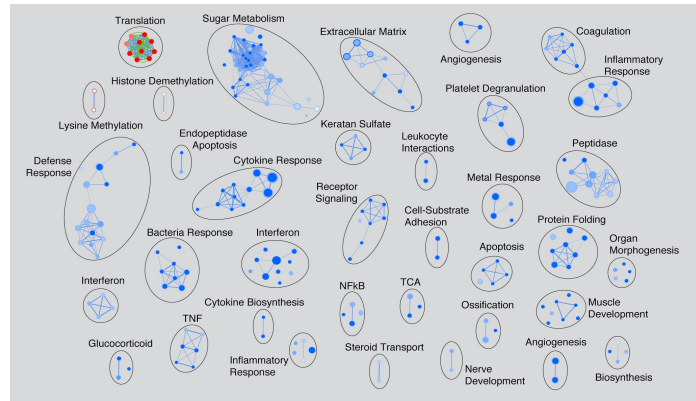 Translation
Sugar Metabolism
Extracellular Matrix
Angiogenesis
Coagulation
Inflammatory
Response
Histone Demethylation
Platelet Degranulation
Lysine Methylation
Endopeptidase
Apoptosis
Keratan Sulfate
Leukocyte
Interactions
Peptidase
Defense
Response
Cytokine Response
Receptor
Signaling
Metal Response
Cell-Substrate
Adhesion
Protein Folding
Bacteria Response
Interferon
Apoptosis
Organ
Morphogenesis
Interferon
Cytokine Biosynthesis
NFkB
TCA
Ossification
Muscle
Development
TNF
Glucocorticoid
Inflammatory
Response
Steroid Transport
Nerve
Development
Angiogenesis
Biosynthesis